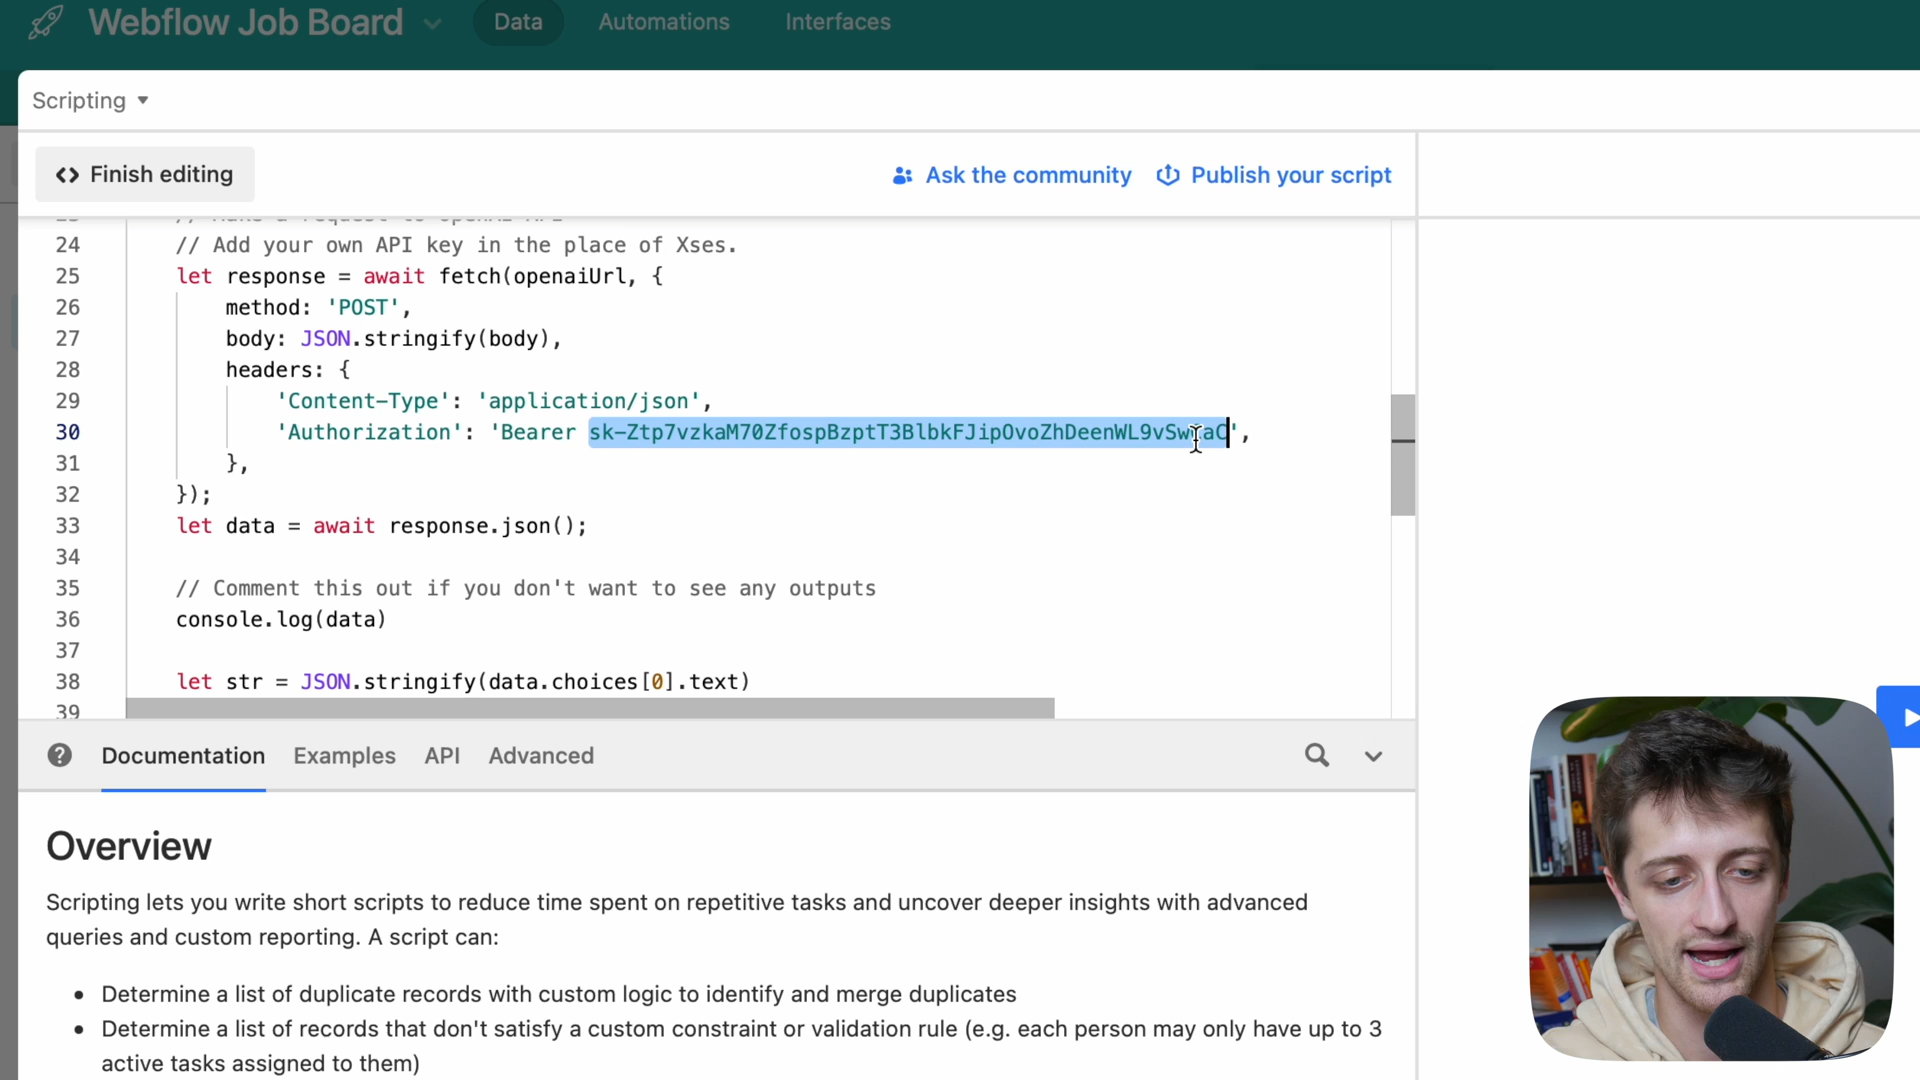 Webflow Job Board
Data
Automations
Interfaces
Scripting
Finish editing
Ask the community
Publish your script
24 // Add your own API key in the place of Xses.
25 let response = await fetch(openaiUrl, {
26 method: 'POST',
27 body: JSON.stringify(body),
28 headers: {
29 'Content-Type': 'application/json',
30 'Authorization': 'Bearer ',
31 },
32 });
33 let data = await response.json();
34
35 // Comment this out if you don't want to see any outputs
36 console.log(data)
37
38 let str = JSON.stringify(data.choices[0].text)
39
Documentation
Examples
API
Advanced
Overview
Scripting lets you write short scripts to reduce time spent on repetitive tasks and uncover deeper insights with advanced
queries and custom reporting. A script can:
Determine a list of duplicate records with custom logic to identify and merge duplicates
Determine a list of records that don't satisfy a custom constraint or validation rule (e.g. each person may only have up to 3
active tasks assigned to them)